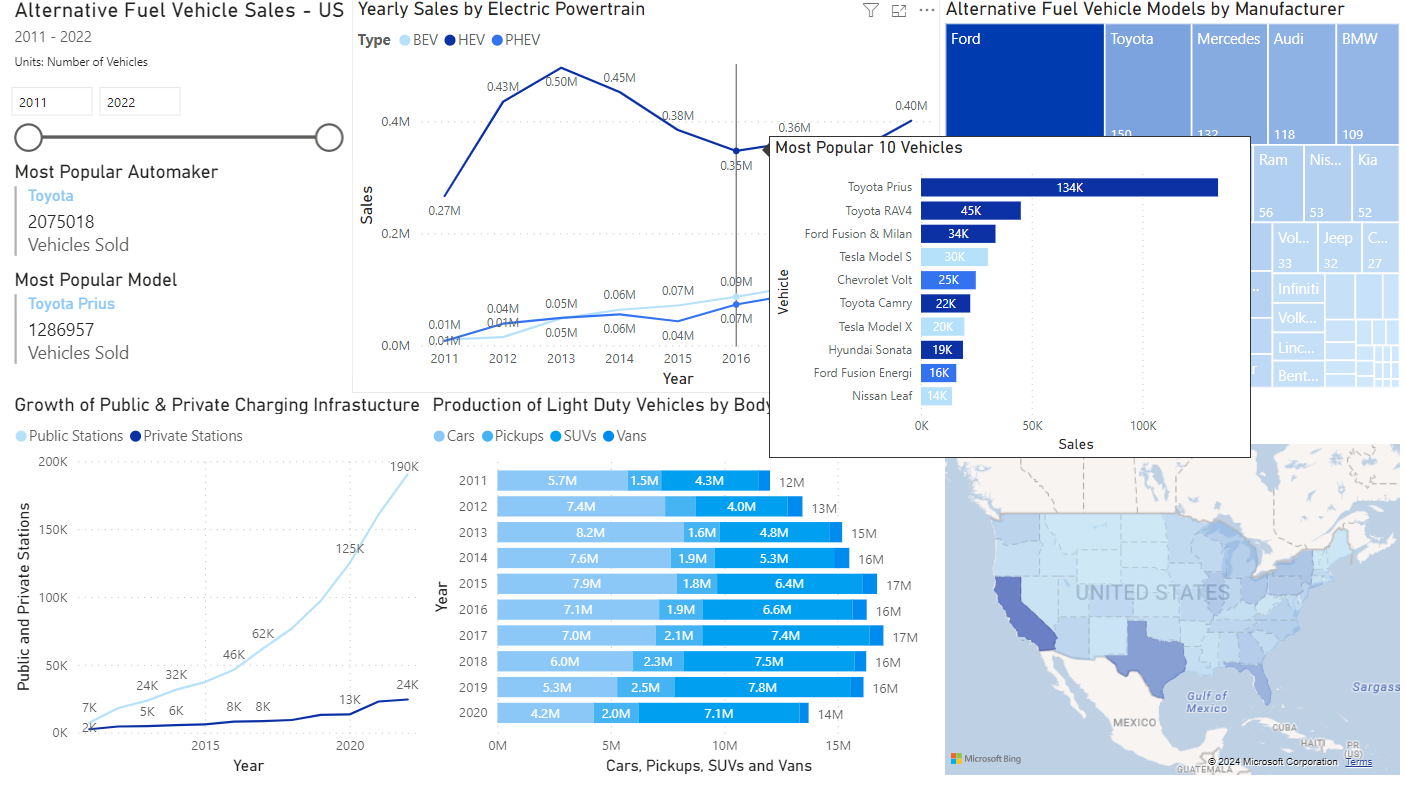 Alternative Fuel Vehicle Sales - US
2011 - 2022
Units: Number of Vehicles
2011
2022
Most Popular Automaker
Toyota
2075018
Vehicles Sold
Most Popular Model
Toyota Prius
1286957
Vehicles Sold
Yearly Sales by Electric Powertrain
Type BEV HEV PHEV
Sales
0.4M
0.2M
0.0M
0.27M
0.43M
0.50M
0.45M
0.38M
0.35M
0.36M
0.40M
0.01M
0.01M
0.04M
0.01M
0.05M
0.05M
0.06M
0.06M
0.07M
0.04M
0.09M
0.07M
2011 2012 2013 2014 2015 2016
Year
Alternative Fuel Vehicle Models by Manufacturer
Ford
Toyota
150
Mercedes
132
Audi
118
BMW
109
Ram
56
Nis...
53
Kia
52
Vol...
33
Jeep
32
C...
27
Infiniti
Volk...
Linc...
Bent...
Most Popular 10 Vehicles
Vehicle
Toyota Prius 134K
Toyota RAV4 45K
Ford Fusion & Milan 34K
Tesla Model S 30K
Chevrolet Volt 25K
Toyota Camry 22K
Tesla Model X 20K
Hyundai Sonata 19K
Ford Fusion Energi 16K
Nissan Leaf 14K
0K 50K 100K
Sales
Growth of Public & Private Charging Infrastucture
Public Stations Private Stations
Public and Private Stations
200K
150K
100K
50K
0K
7K
24K
32K
46K
62K
125K
190K
2K
5K
6K
8K
8K
13K
24K
2015 2020
Year
Production of Light Duty Vehicles by Body
Cars Pickups SUVs Vans
Year
2011 5.7M 1.5M 4.3M 12M
2012 7.4M 4.0M 13M
2013 8.2M 1.6M 4.8M 15M
2014 7.6M 1.9M 5.3M 16M
2015 7.9M 1.8M 6.4M 17M
2016 7.1M 1.9M 6.6M 16M
2017 7.0M 2.1M 7.4M 17M
2018 6.0M 2.3M 7.5M 16M
2019 5.3M 2.5M 7.8M 16M
2020 4.2M 2.0M 7.1M 14M
0M 5M 10M 15M
Cars, Pickups, SUVs and Vans
UNITED STATES
Gulf of
Mexico
Sargass
MEXICO
CUBA
HAITI
PR
(US)
GUATEMALA
Microsoft Bing
© 2024 Microsoft Corporation Terms